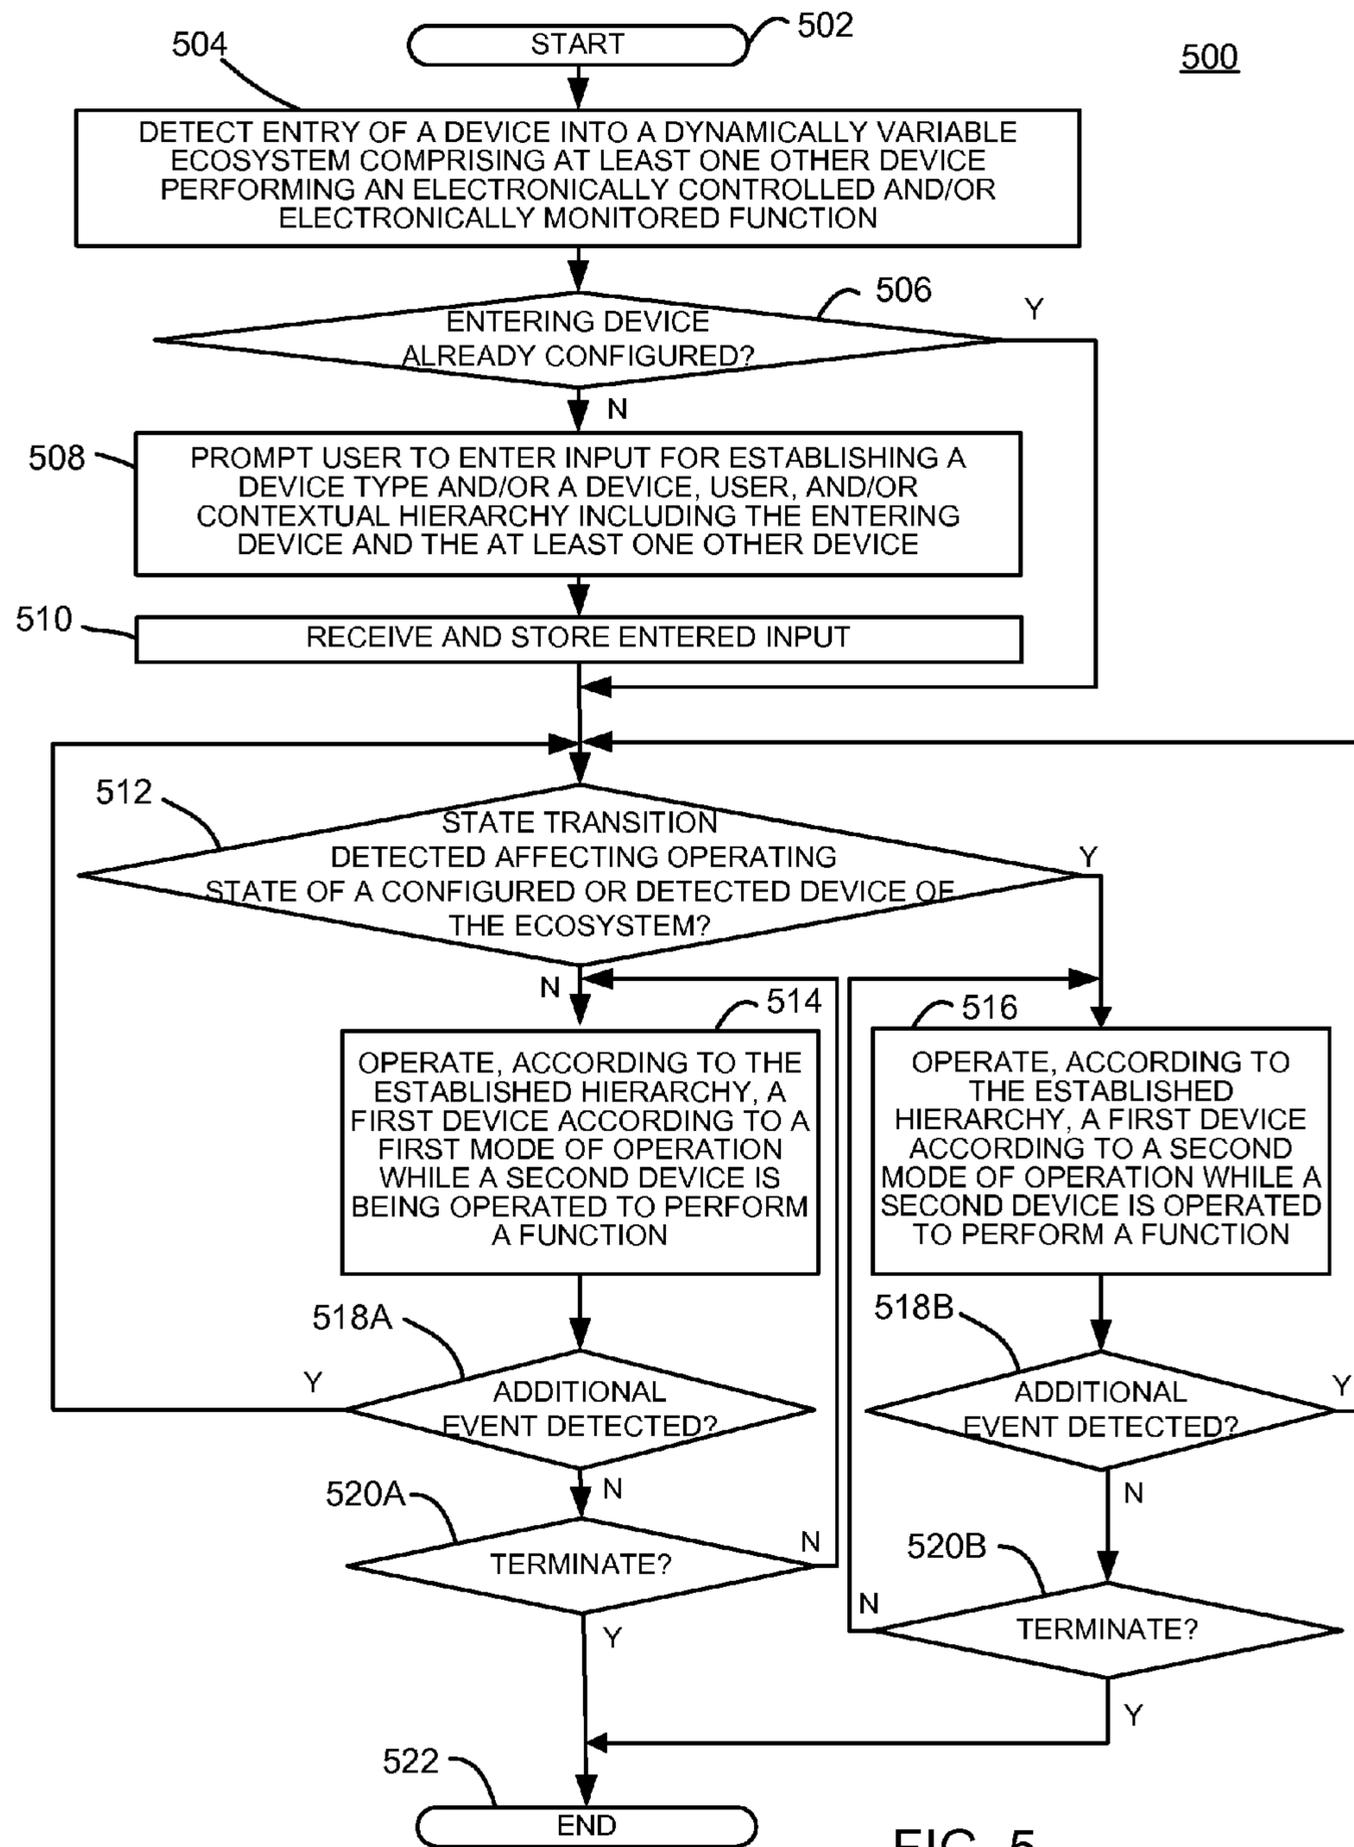 START
502
504
500
DETECT ENTRY OF A DEVICE INTO A DYNAMICALLY VARIABLE
ECOSYSTEM COMPRISING AT LEAST ONE OTHER DEVICE
PERFORMING AN ELECTRONICALLY CONTROLLED AND/OR
ELECTRONICALLY MONITORED FUNCTION
506
Y
ENTERING DEVICE
ALREADY CONFIGURED?
N
508
PROMPT USER TO ENTER INPUT FOR ESTABLISHING A
DEVICE TYPE AND/OR A DEVICE, USER, AND/OR
CONTEXTUAL HIERARCHY INCLUDING THE ENTERING
DEVICE AND THE AT LEAST ONE OTHER DEVICE
510
RECEIVE AND STORE ENTERED INPUT
512
STATE TRANSITION
DETECTED AFFECTING OPERATING
STATE OF A CONFIGURED OR DETECTED DEVICE OF
THE ECOSYSTEM?
Y
N
514
516
OPERATE, ACCORDING TO THE
ESTABLISHED HIERARCHY, A
FIRST DEVICE ACCORDING TO A
FIRST MODE OF OPERATION
WHILE A SECOND DEVICE IS
BEING OPERATED TO PERFORM
A FUNCTION
OPERATE, ACCORDING TO
THE ESTABLISHED
HIERARCHY, A FIRST DEVICE
ACCORDING TO A SECOND
MODE OF OPERATION WHILE A
SECOND DEVICE IS OPERATED
TO PERFORM A FUNCTION
518A
Y
ADDITIONAL
EVENT DETECTED?
N
518B
Y
ADDITIONAL
EVENT DETECTED?
N
520A
TERMINATE?
N
Y
520B
N
TERMINATE?
Y
522
END
FIG. 5